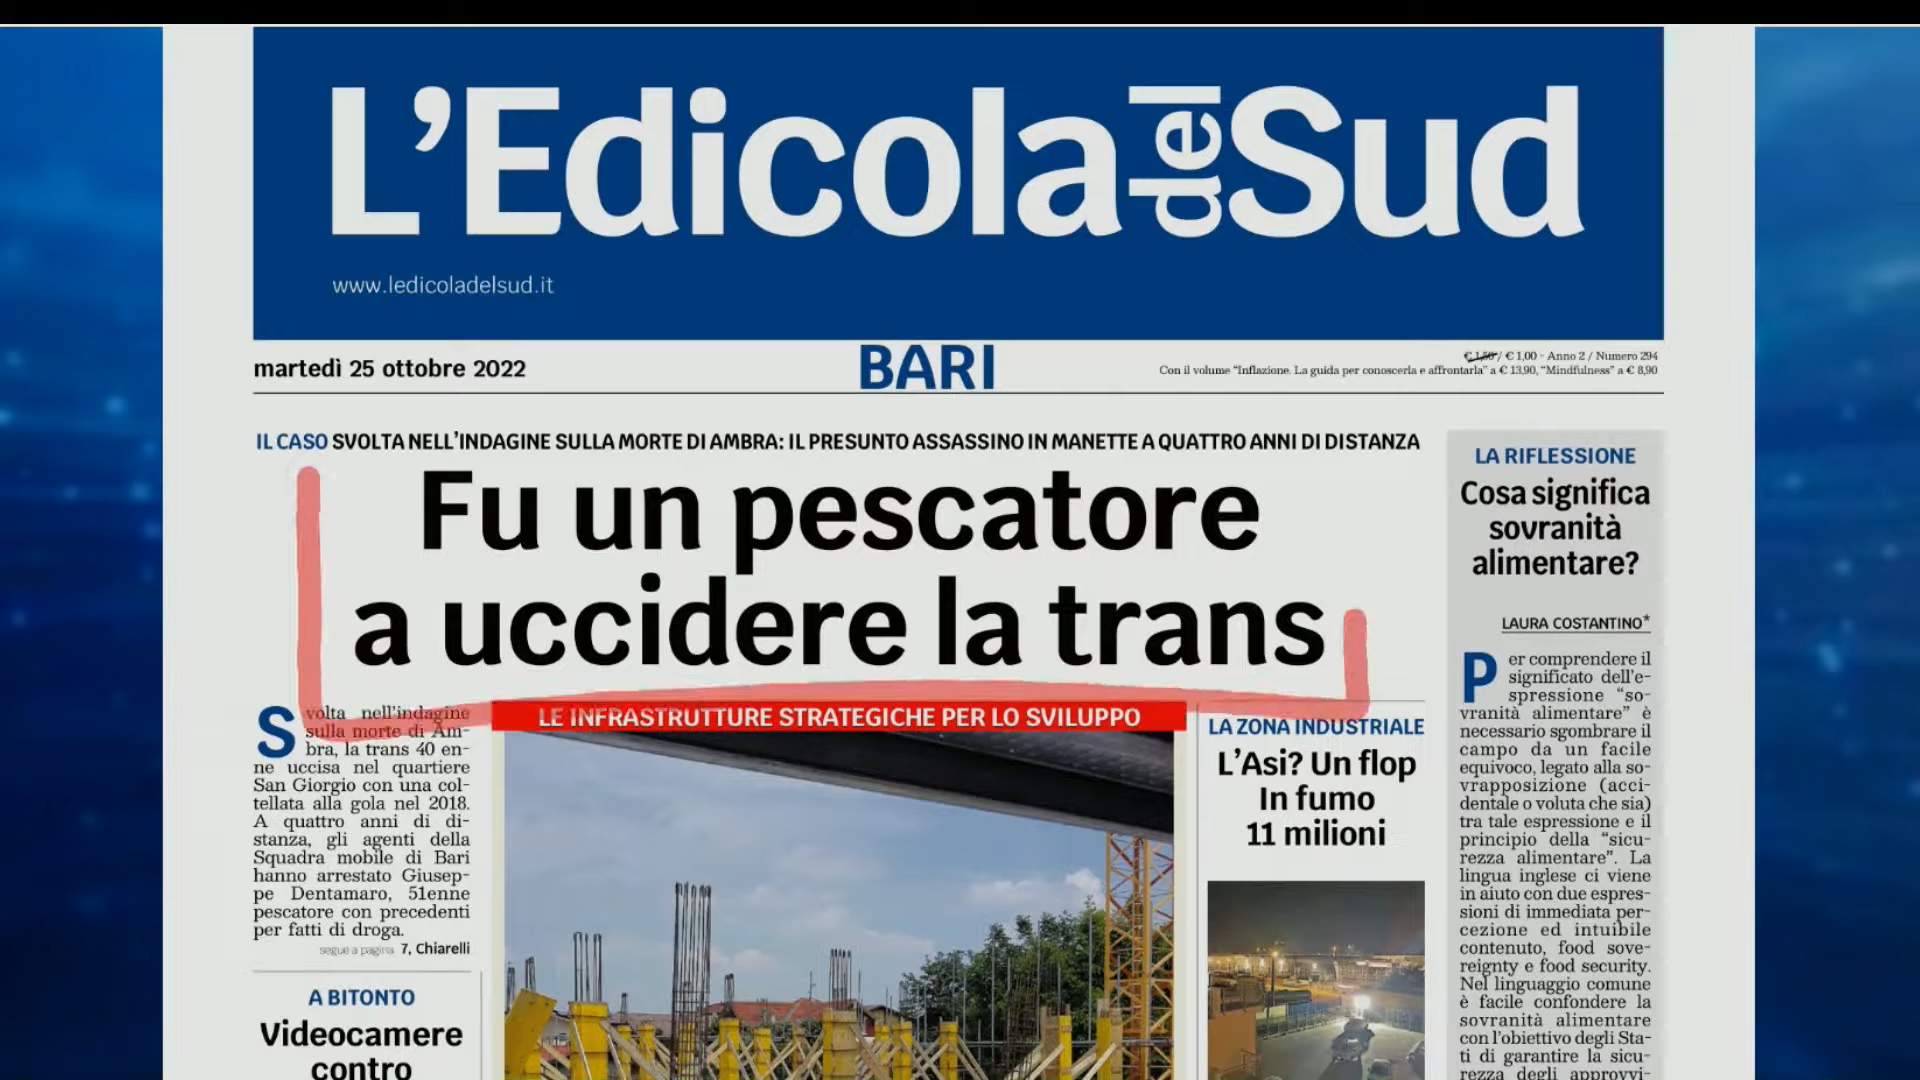 L'Edicola del Sud
www.ledicoladelsud.it
martedì 25 ottobre 2022
BARI
€ 1,50 / € 1,00 - Anno 2 / Numero 294
Con il volume “Inflazione. La guida per conoscerla e affrontarla” a € 13,90, “Mindfulness” a € 8,90
IL CASO SVOLTA NELL'INDAGINE SULLA MORTE DI AMBRA: IL PRESUNTO ASSASSINO IN MANETTE A QUATTRO ANNI DI DISTANZA
Fu un pescatore
a uccidere la trans
Svolta nell'indagine
sulla morte di Am-
bra, la trans 40 en-
ne uccisa nel quartiere
San Giorgio con una col-
tellata alla gola nel 2018.
A quattro anni di di-
stanza, gli agenti della
Squadra mobile di Bari
hanno arrestato Giusep-
pe Dentamaro, 51enne
pescatore con precedenti
per fatti di droga.
segue a pagina 7, Chiarelli
A BITONTO
Videocamere
contro
LE INFRASTRUTTURE STRATEGICHE PER LO SVILUPPO
LA ZONA INDUSTRIALE
L'Asi? Un flop
In fumo
11 milioni
LA RIFLESSIONE
Cosa significa
sovranità
alimentare?
LAURA COSTANTINO*
Per comprendere il
significato dell'e-
spressione “so-
vranità alimentare” è
necessario sgombrare il
campo da un facile
equivoco, legato alla so-
vrapposizione (acci-
dentale o voluta che sia)
tra tale espressione e il
principio della “sicu-
rezza alimentare”. La
lingua inglese ci viene
in aiuto con due espres-
sioni di immediata per-
cezione ed intuibile
contenuto, food sove-
reignty e food security.
Nel linguaggio comune
è facile confondere la
sovranità alimentare
con l'obiettivo degli Sta-
ti di garantire la sicu-
rezza degli approvvi-